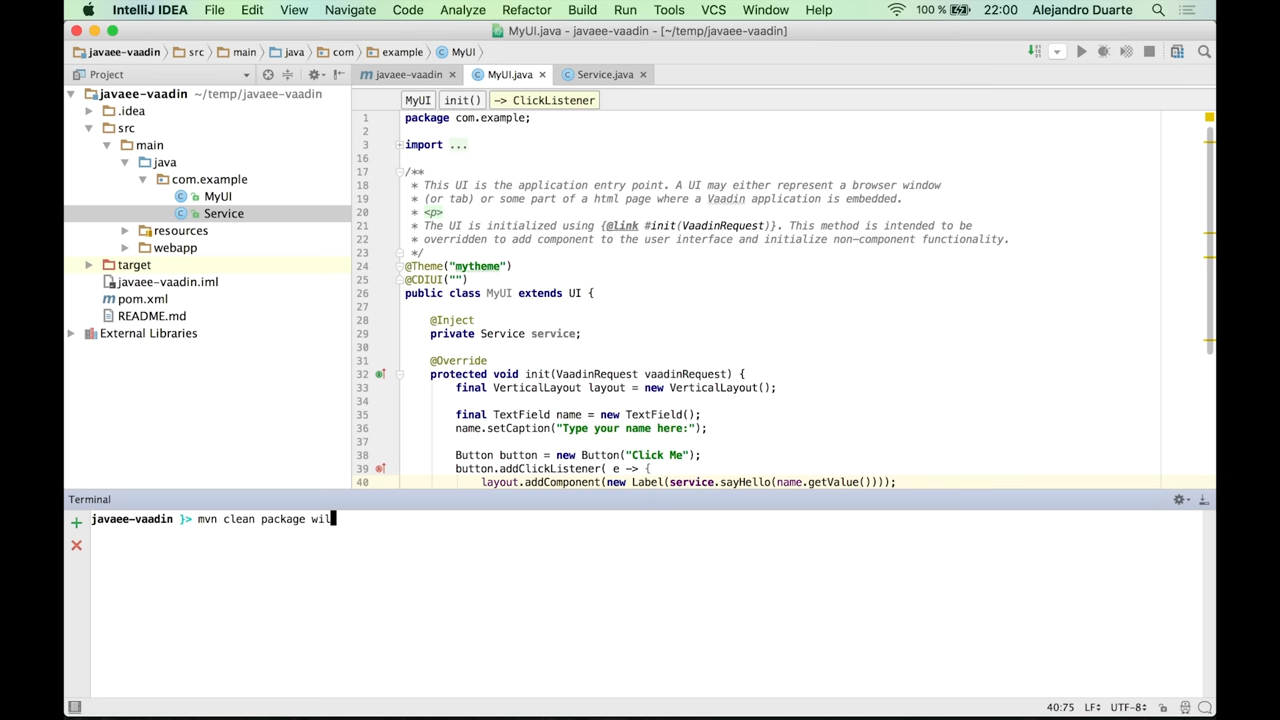 IntelliJ IDEA File Edit View Navigate Code Analyze Refactor Build Run Tools VCS Window Help 100 % 22:00 Alejandro Duarte
MyUI.java - javaee-vaadin - [~/temp/javaee-vaadin]
javaee-vaadin src main java com example MyUI
Project
javaee-vaadin MyUI.java Service.java
javaee-vaadin ~/temp/javaee-vaadin
.idea
src
main
java
com.example
MyUI
Service
resources
webapp
target
javaee-vaadin.iml
pom.xml
README.md
External Libraries
MyUI init() -> ClickListener
1 package com.example;
2
3 import ...
16
17 /**
18 * This UI is the application entry point. A UI may either represent a browser window
19 * (or tab) or some part of a html page where a Vaadin application is embedded.
20 * <p>
21 * The UI is initialized using {@link #init(VaadinRequest)}. This method is intended to be
22 * overridden to add component to the user interface and initialize non-component functionality.
23 */
24 @Theme("mytheme")
25 @CDIUI("")
26 public class MyUI extends UI {
27
28 @Inject
29 private Service service;
30
31 @Override
32 protected void init(VaadinRequest vaadinRequest) {
33 final VerticalLayout layout = new VerticalLayout();
34
35 final TextField name = new TextField();
36 name.setCaption("Type your name here:");
37
38 Button button = new Button("Click Me");
39 button.addClickListener( e -> {
40 layout.addComponent(new Label(service.sayHello(name.getValue())));
Terminal
javaee-vaadin }> mvn clean package wil
40:75 LF UTF-8